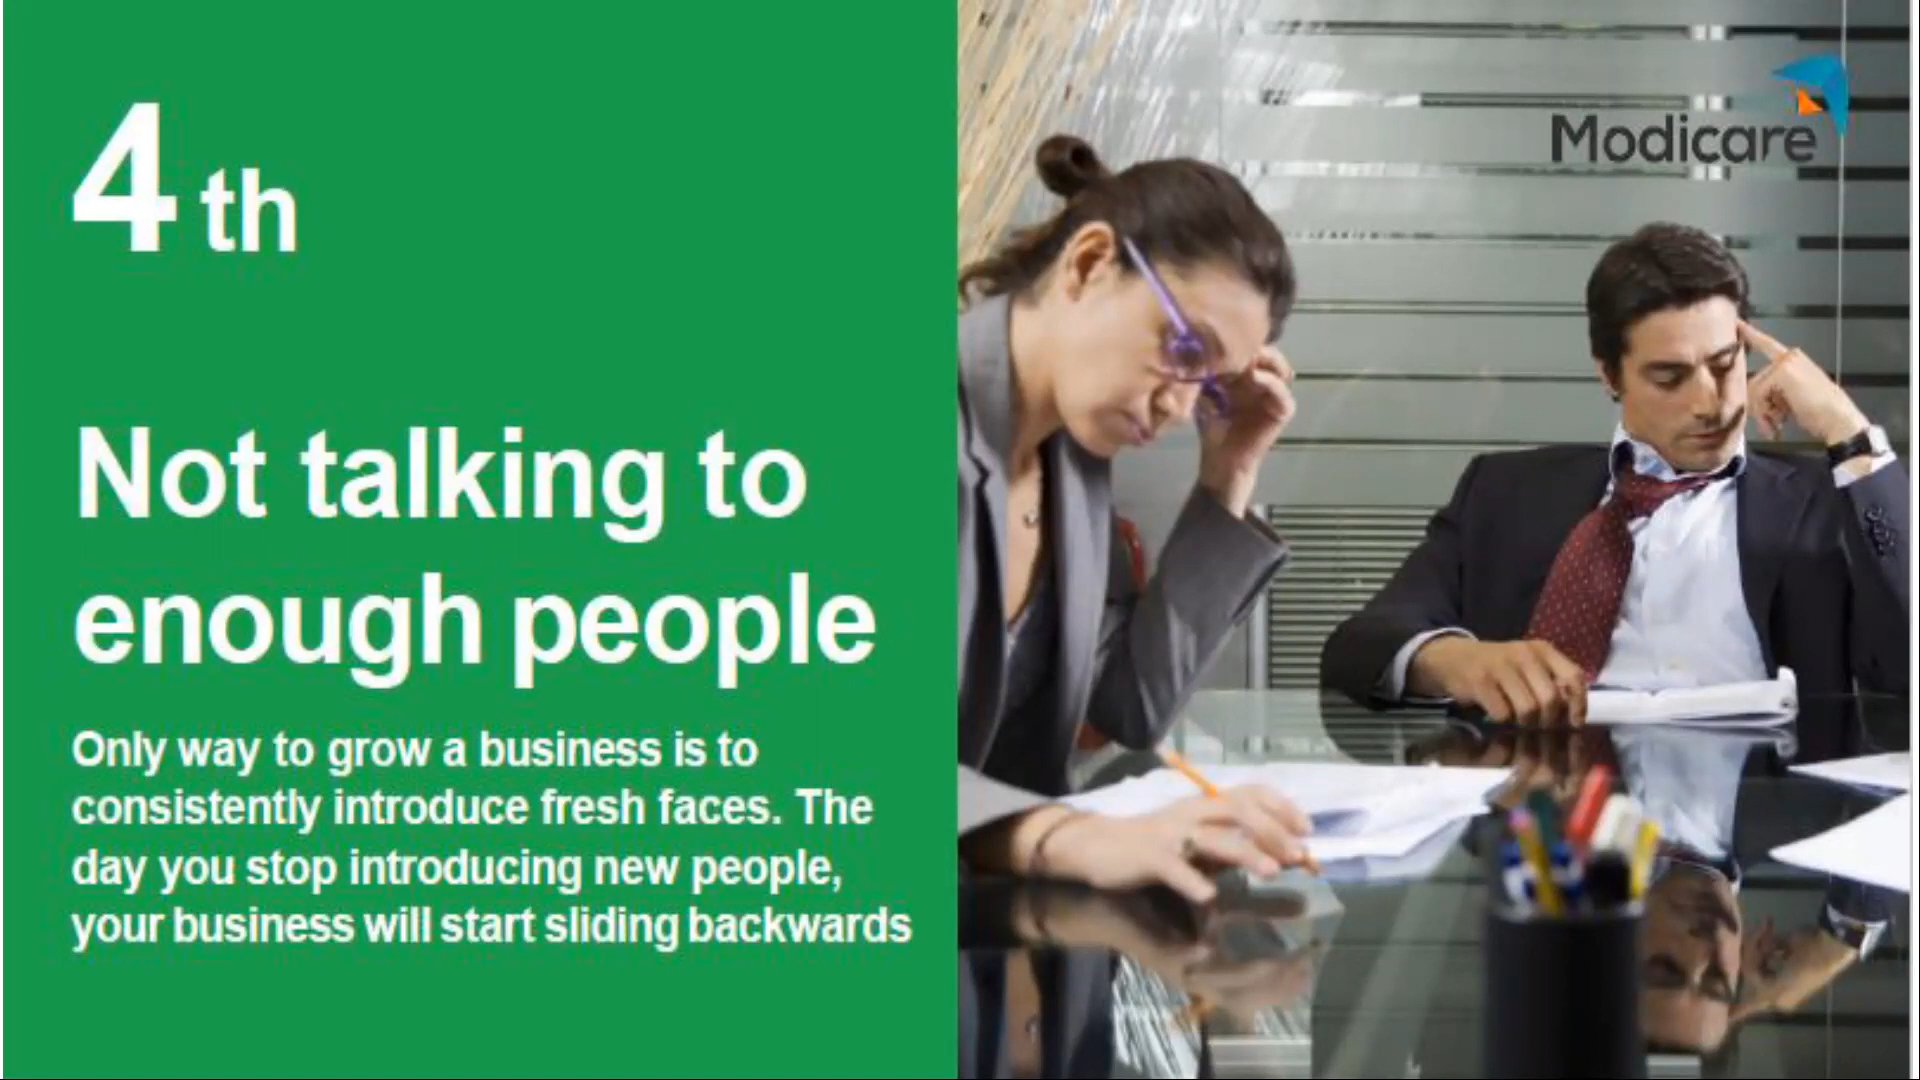 4 th
Modicare
Not talking to
enough people
Only way to grow a business is to
consistently introduce fresh faces. The
day you stop introducing new people,
your business will start sliding backwards